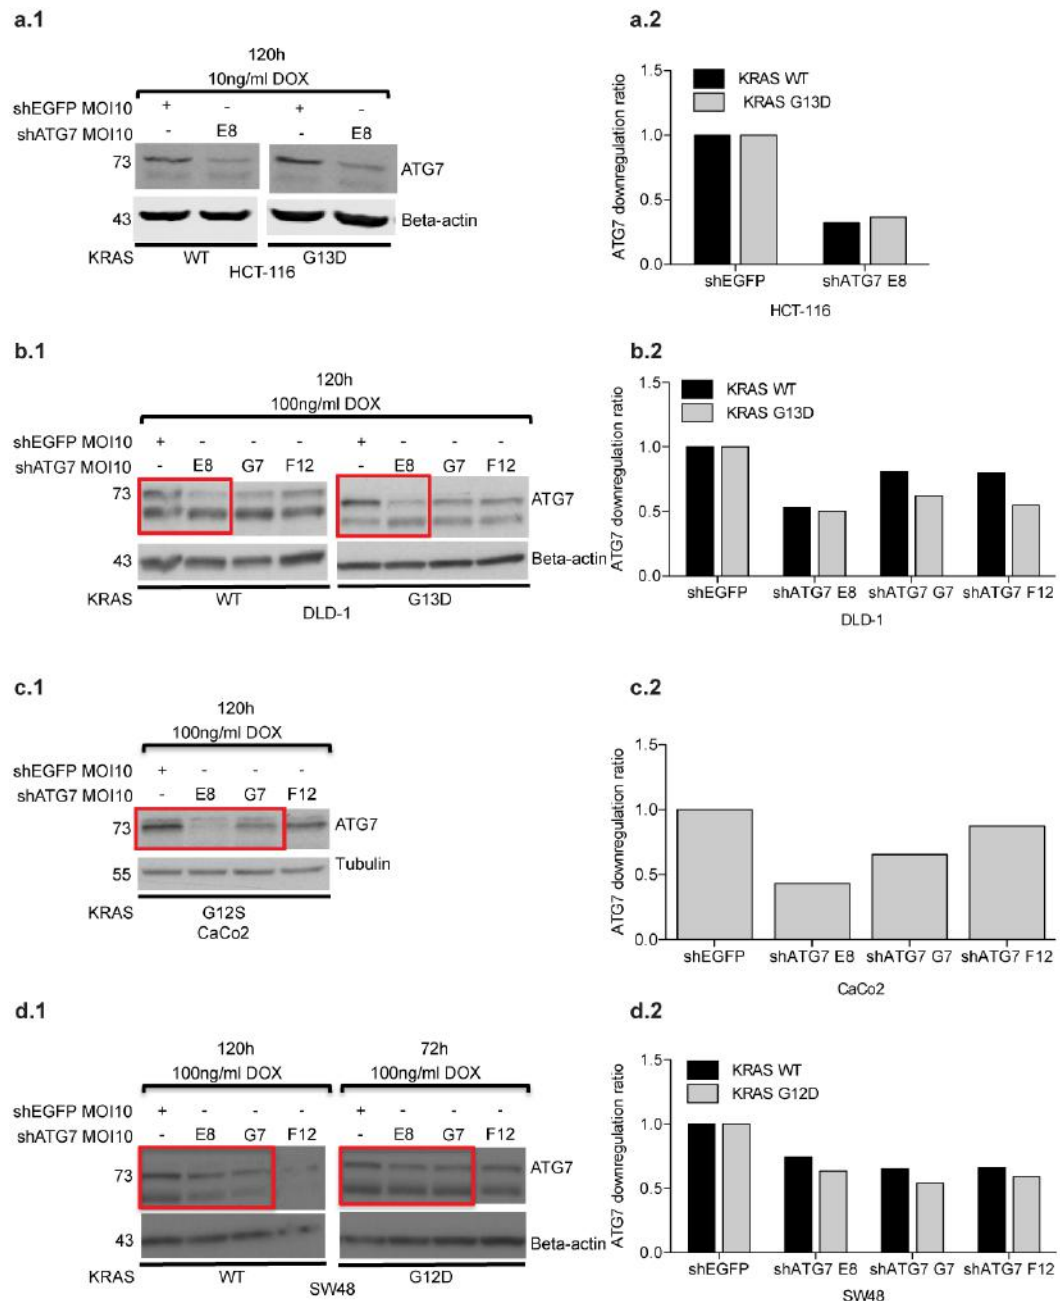 a.1
120h
10ng/ml DOX
shEGFP MOI10 + - + -
shATG7 MOI10 - E8 - E8
73 ATG7
43 Beta-actin
KRAS WT G13D
HCT-116
a.2
KRAS WT
KRAS G13D
ATG7 downregulation ratio
1.5
1.0
0.5
0.0
shEGFP shATG7 E8
HCT-116
b.1
120h
100ng/ml DOX
shEGFP MOI10 + - - - + - - -
shATG7 MOI10 - E8 G7 F12 - E8 G7 F12
73 ATG7
43 Beta-actin
KRAS WT G13D
DLD-1
b.2
KRAS WT
KRAS G13D
ATG7 downregulation ratio
1.5
1.0
0.5
0.0
shEGFP shATG7 E8 shATG7 G7 shATG7 F12
DLD-1
c.1
120h
100ng/ml DOX
shEGFP MOI10 + - - -
shATG7 MOI10 - E8 G7 F12
73 ATG7
Tubulin
55
KRAS G12S
CaCo2
c.2
ATG7 downregulation ratio
1.5
1.0
0.5
0.0
shEGFP shATG7 E8 shATG7 G7 shATG7 F12
CaCo2
d.1
120h 72h
100ng/ml DOX 100ng/ml DOX
shEGFP MOI10 + - - - + - - -
shATG7 MOI10 - E8 G7 F12 - E8 G7 F12
73 ATG7
43 Beta-actin
KRAS WT G12D
SW48
d.2
KRAS WT
KRAS G12D
ATG7 downregulation ratio
1.5
1.0
0.5
0.0
shEGFP shATG7 E8 shATG7 G7 shATG7 F12
SW48